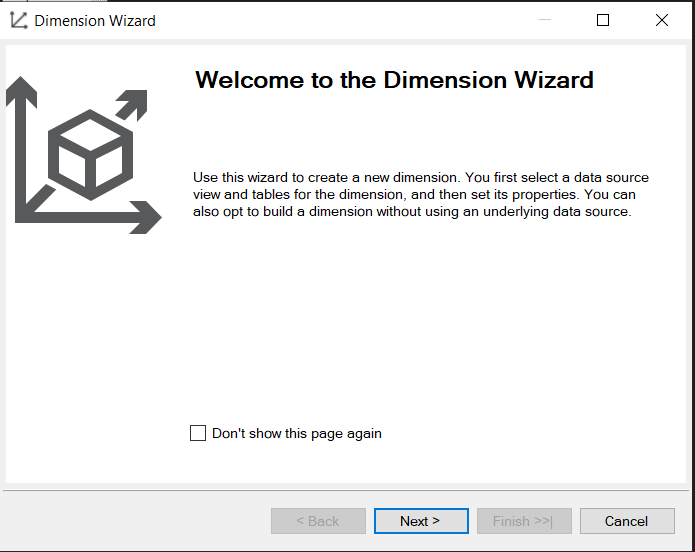 Dimension Wizard
Welcome to the Dimension Wizard
Use this wizard to create a new dimension. You first select a data source
view and tables for the dimension, and then set its properties. You can
also opt to build a dimension without using an underlying data source.
Don't show this page again
< Back
Next >
Finish >>|
Cancel